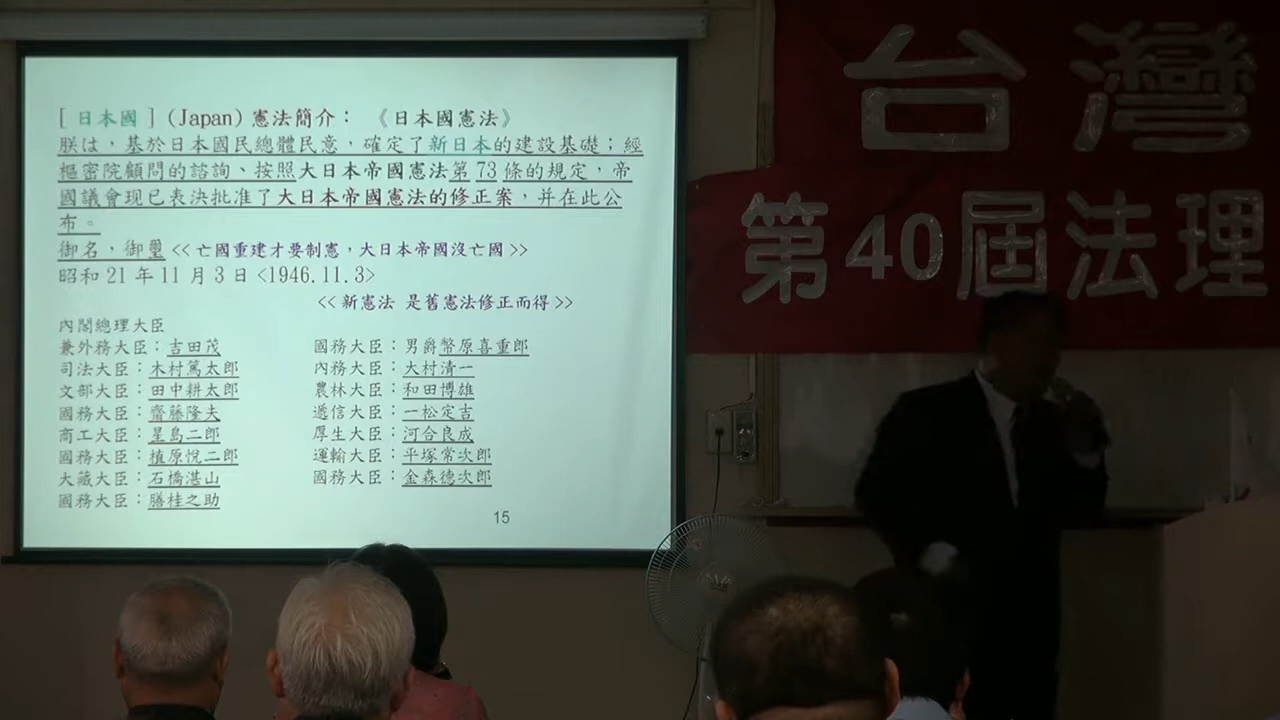 [ 日本國 ] (Japan) 憲法簡介： 《日本國憲法》
朕は，基於日本國民總體民意，確定了新日本的建設基礎；經
樞密院顧問的諮詢、按照大日本帝國憲法第 73 條的規定，帝
國議會現已表決批准了大日本帝國憲法的修正案，并在此公
布。
御名，御璽 << 亡國重建才要制憲，大日本帝國沒亡國 >>
昭和 21 年 11 月 3 日 <1946.11.3>
<< 新憲法 是舊憲法修正而得 >>
內閣總理大臣
兼外務大臣：吉田茂 國務大臣：男爵幣原喜重郎
司法大臣：木村篤太郎 內務大臣：大村清一
文部大臣：田中耕太郎 農林大臣：和田博雄
國務大臣：齋藤隆夫 遞信大臣：一松定吉
商工大臣：星島二郎 厚生大臣：河合良成
國務大臣：植原悅二郎 運輸大臣：平塚常次郎
大藏大臣：石橋湛山 國務大臣：金森德次郎
國務大臣：膳桂之助
15
台灣
第40屆法理